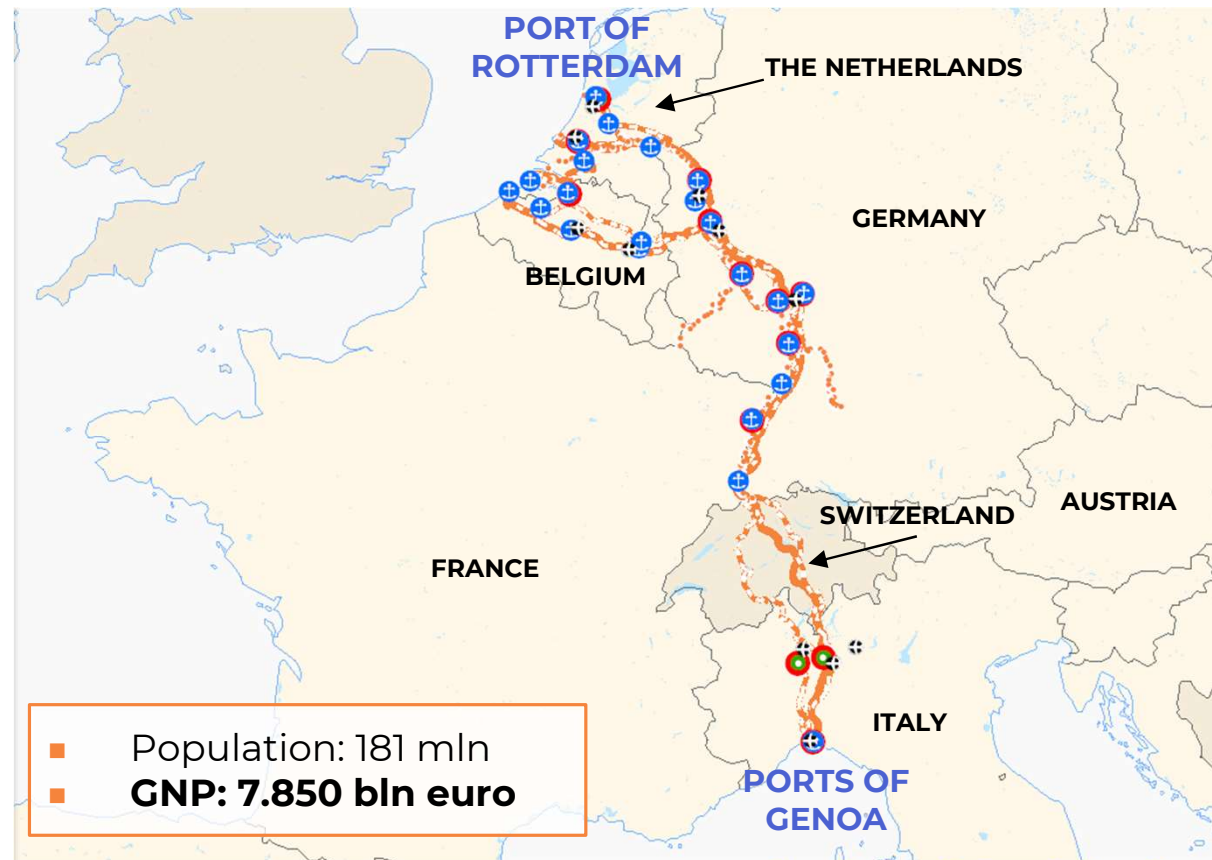 PORT OF
ROTTERDAM
THE NETHERLANDS
GERMANY
BELGIUM
AUSTRIA
SWITZERLAND
FRANCE
ITALY
PORTS OF
GENOA
Population: 181 mln
GNP: 7.850 bln euro